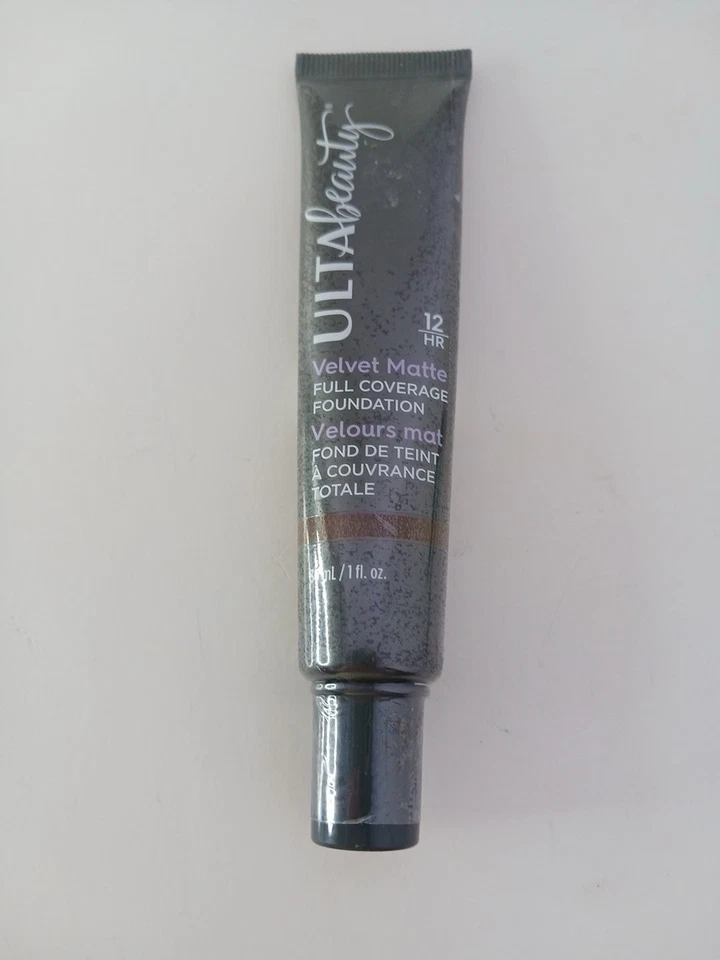 ULTAbeauty
12
HR
Velvet Matte
FULL COVERAGE
FOUNDATION
Velours mat
FOND DE TEINT
À COUVRANCE
TOTALE
mL / 1 fl. oz.